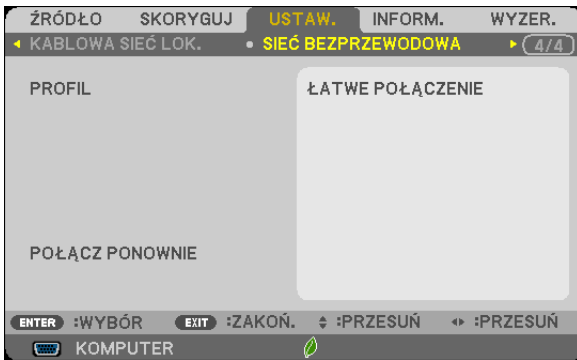 ŹRÓDŁO SKORYGUJ USTAW. INFORM. WYZER.
KABLOWA SIEĆ LOK. • SIEĆ BEZPRZEWODOWA 4/4
PROFIL ŁATWE POŁĄCZENIE
POŁĄCZ PONOWNIE
ENTER :WYBÓR EXIT :ZAKOŃ. :PRZESUŃ :PRZESUŃ
KOMPUTER